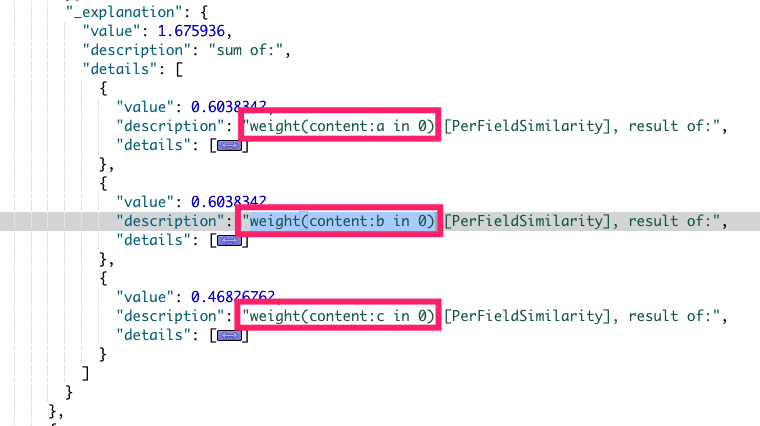 "_explanation": {
"value": 1.675936,
"description": "sum of:",
"details": [
{
"value": 0.6038342,
"description": "weight(content:a in 0) [PerFieldSimilarity], result of:",
"details": [
]
},
{
"value": 0.6038342,
"description": "weight(content:b in 0) [PerFieldSimilarity], result of:",
"details": [
]
},
{
"value": 0.46826762,
"description": "weight(content:c in 0) [PerFieldSimilarity], result of:",
"details": [
]
}
]
}
},